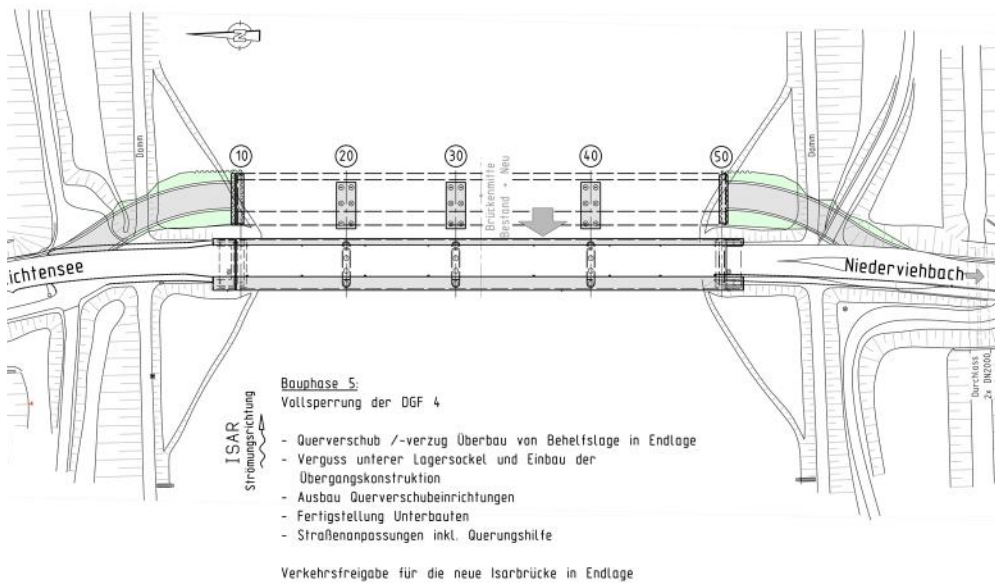 N
Damm
Damm
10
20
30
40
50
Brückenmitte
Bestand + Neu
ichtensee
Niederviehbach
Durchlass
2x DN2000
ISAR
Strömungsrichtung
Bauphase 5:
Vollsperrung der DGF 4
- Querverschub /-verzug Überbau von Behelfslage in Endlage
- Verguss unterer Lagersockel und Einbau der
Übergangskonstruktion
- Ausbau Querverschubeinrichtungen
- Fertigstellung Unterbauten
- Straßenanpassungen inkl. Querungshilfe
Verkehrsfreigabe für die neue Isarbrücke in Endlage